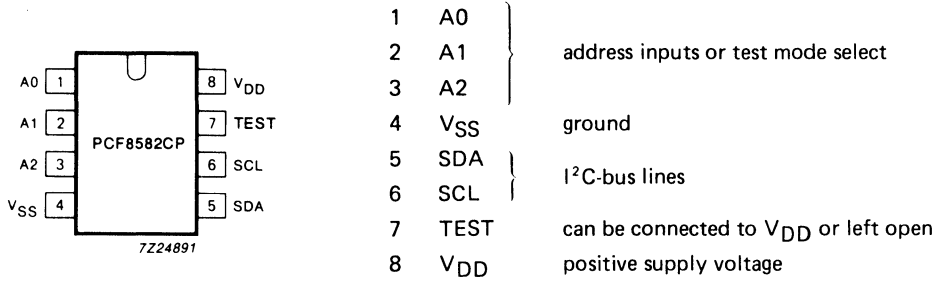 A0 1
A1 2
A2 3
VSS 4
PCF8582CP
8 VDD
7 TEST
6 SCL
5 SDA
7Z24891
1 A0
2 A1 address inputs or test mode select
3 A2
4 VSS ground
5 SDA
I²C-bus lines
6 SCL
7 TEST can be connected to VDD or left open
8 VDD positive supply voltage